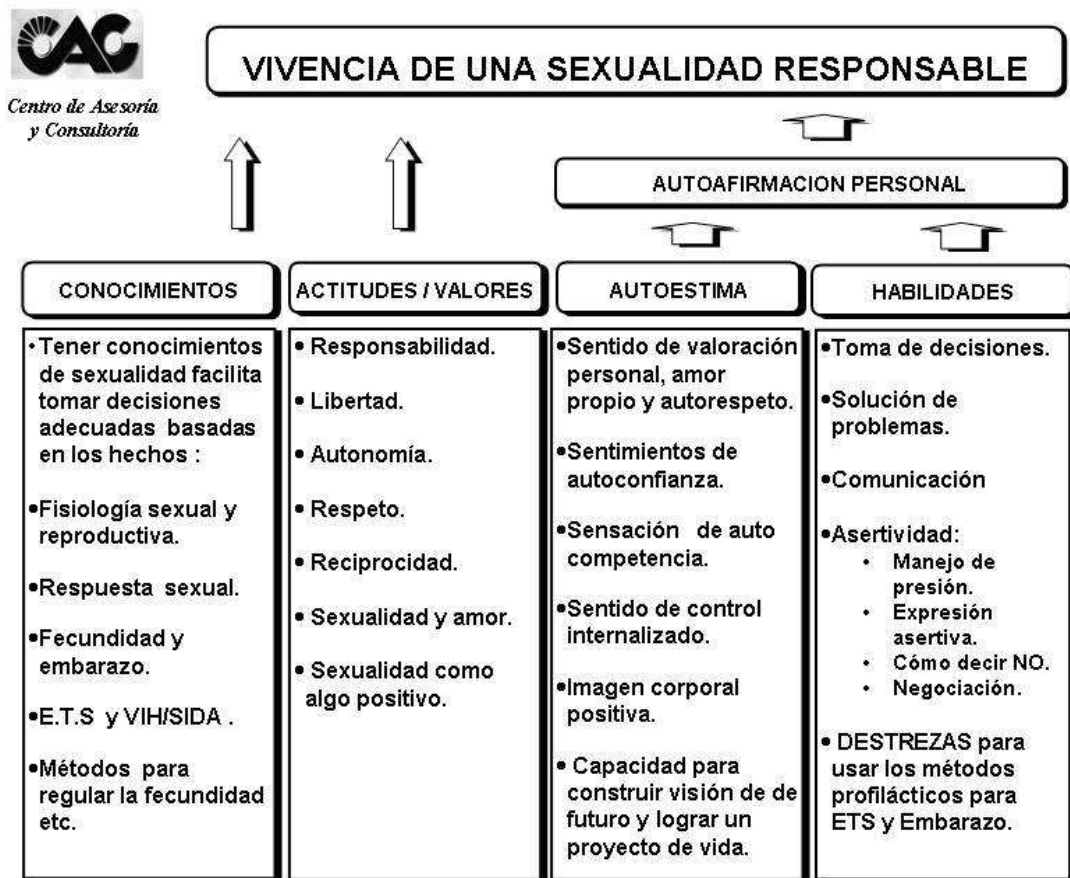 CAC
Centro de Asesoría
y Consultoría
VIVENCIA DE UNA SEXUALIDAD RESPONSABLE
AUTOAFIRMACION PERSONAL
CONOCIMIENTOS
•Tener conocimientos
de sexualidad facilita
tomar decisiones
adecuadas basadas
en los hechos :
•Fisiología sexual y
reproductiva.
•Respuesta sexual.
•Fecundidad y
embarazo.
•E.T.S y VIH/SIDA .
•Métodos para
regular la fecundidad
etc.
ACTITUDES / VALORES
• Responsabilidad.
• Libertad.
• Autonomía.
• Respeto.
• Reciprocidad.
• Sexualidad y amor.
• Sexualidad como
algo positivo.
AUTOESTIMA
•Sentido de valoración
personal, amor
propio y autorespeto.
•Sentimientos de
autoconfianza.
•Sensación de auto
competencia.
•Sentido de control
internalizado.
•Imagen corporal
positiva.
• Capacidad para
construir visión de de
futuro y lograr un
proyecto de vida.
HABILIDADES
•Toma de decisiones.
•Solución de
problemas.
•Comunicación
•Asertividad:
• Manejo de
presión.
• Expresión
asertiva.
• Cómo decir NO.
• Negociación.
• DESTREZAS para
usar los métodos
profilácticos para
ETS y Embarazo.